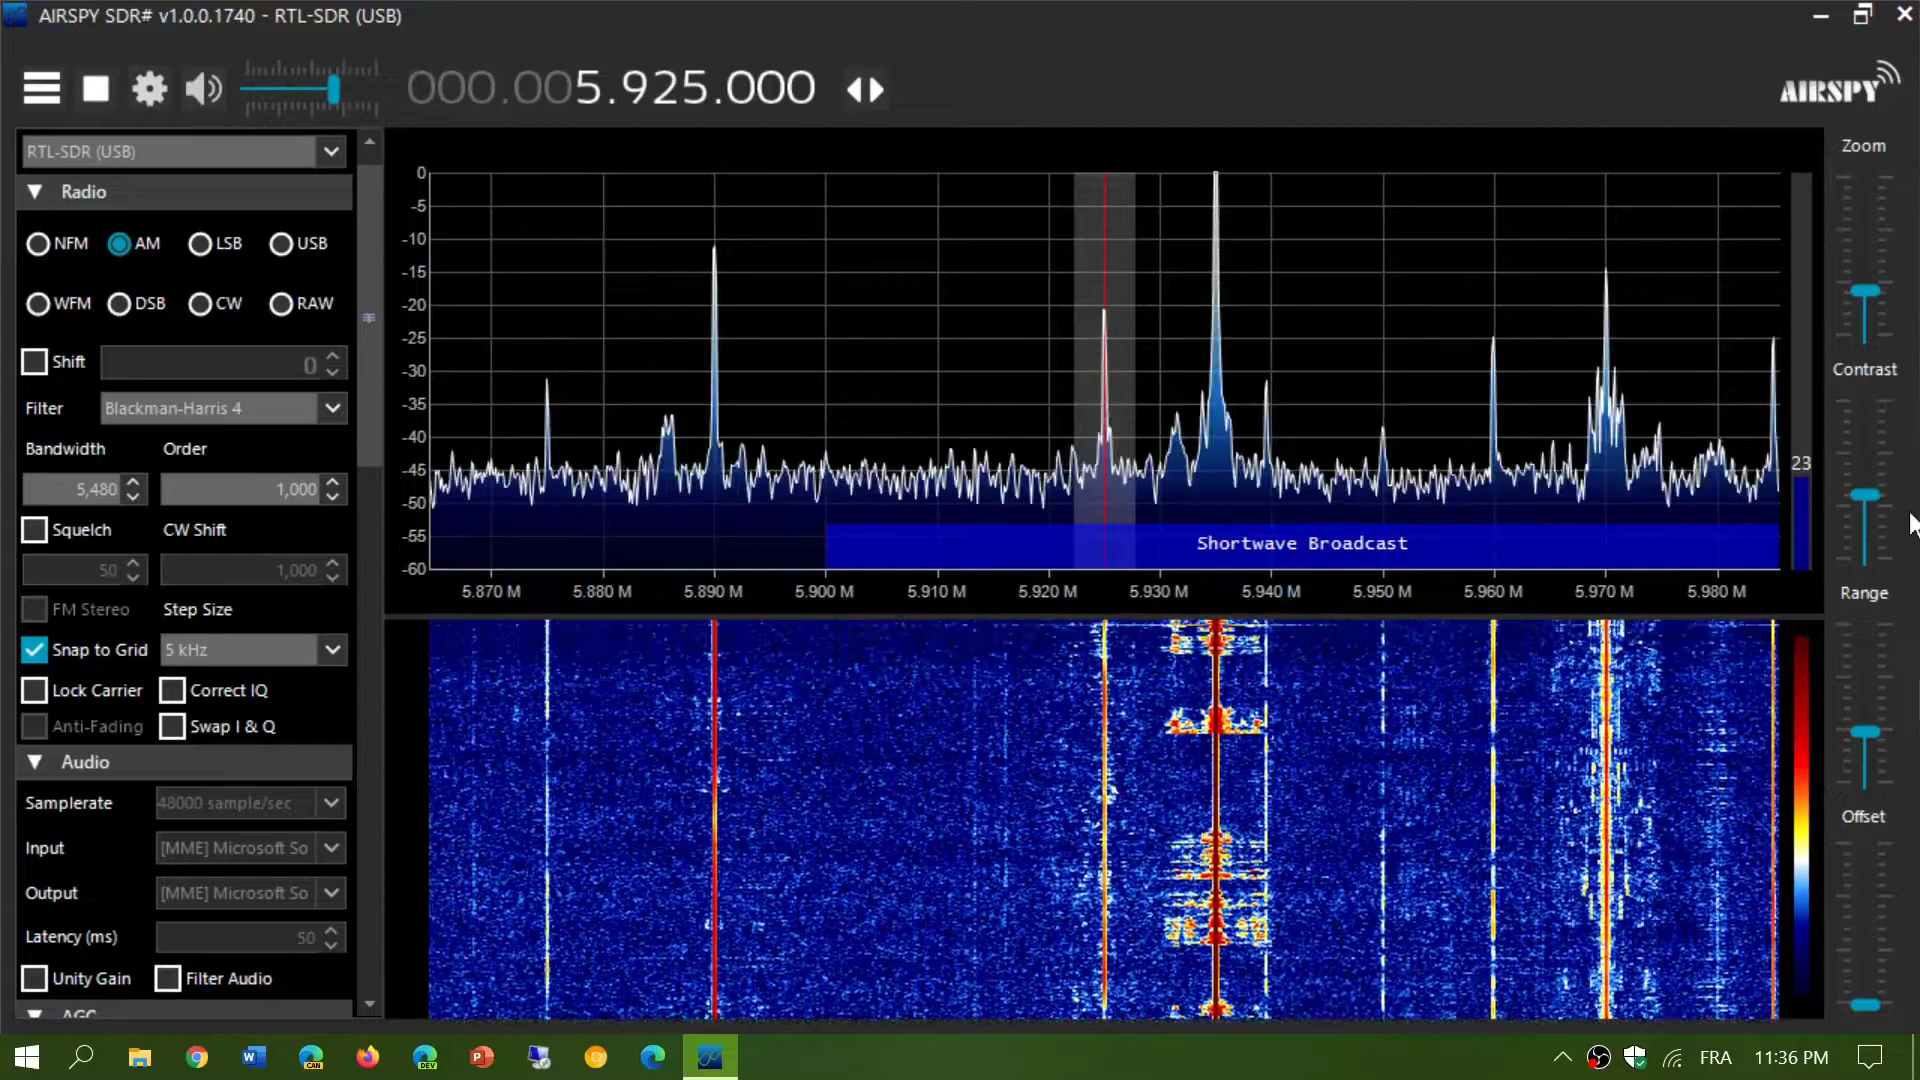 AIRSPY SDR# v1.0.0.1740 - RTL-SDR (USB)
000.005.925.000
AIRSPY
RTL-SDR (USB)
Radio
NFM AM LSB USB
WFM DSB CW RAW
Shift 0
Filter Blackman-Harris 4
Bandwidth Order
5,480 1,000
Squelch CW Shift
50 1,000
FM Stereo Step Size
Snap to Grid 5 kHz
Lock Carrier Correct IQ
Anti-Fading Swap I & Q
Audio
Samplerate 48000 sample/sec
Input [MME] Microsoft So
Output [MME] Microsoft So
Latency (ms) 50
Unity Gain Filter Audio
AGC
0
-5
-10
-15
-20
-25
-30
-35
-40
-45
-50
-55
-60
Shortwave Broadcast
5.870 M 5.880 M 5.890 M 5.900 M 5.910 M 5.920 M 5.930 M 5.940 M 5.950 M 5.960 M 5.970 M 5.980 M
23
Zoom
Contrast
Range
Offset
CAN
DEV
FRA 11:36 PM